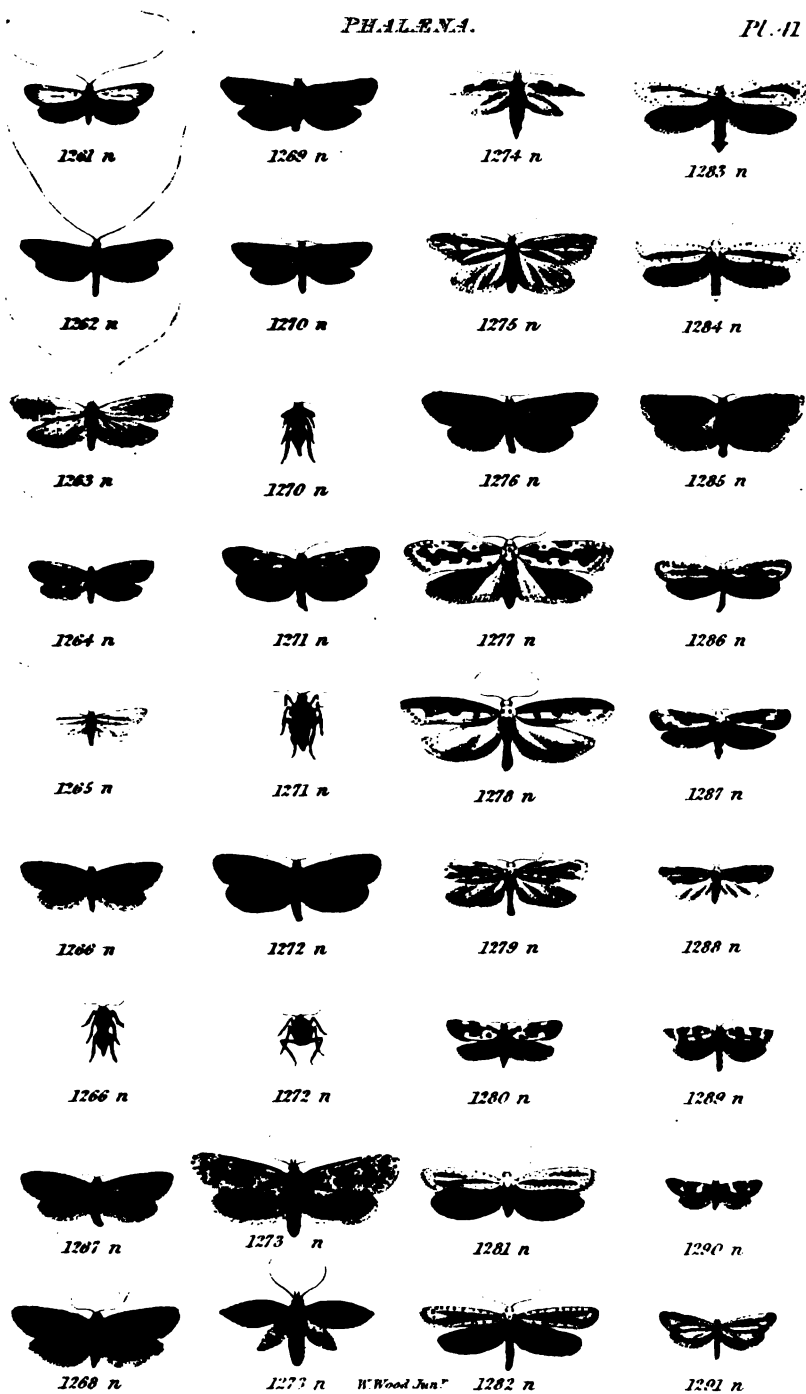 PHALÆNA.
Pl. 41
1261 n
1269 n
1274 n
1283 n
1262 n
1270 n
1275 n
1284 n
1263 n
1270 n
1276 n
1285 n
1264 n
1271 n
1277 n
1286 n
1265 n
1271 n
1278 n
1287 n
1266 n
1272 n
1279 n
1288 n
1266 n
1272 n
1280 n
1289 n
1267 n
1273 n
1281 n
1290 n
1268 n
1273 n
W. Wood Junr.
1282 n
1291 n